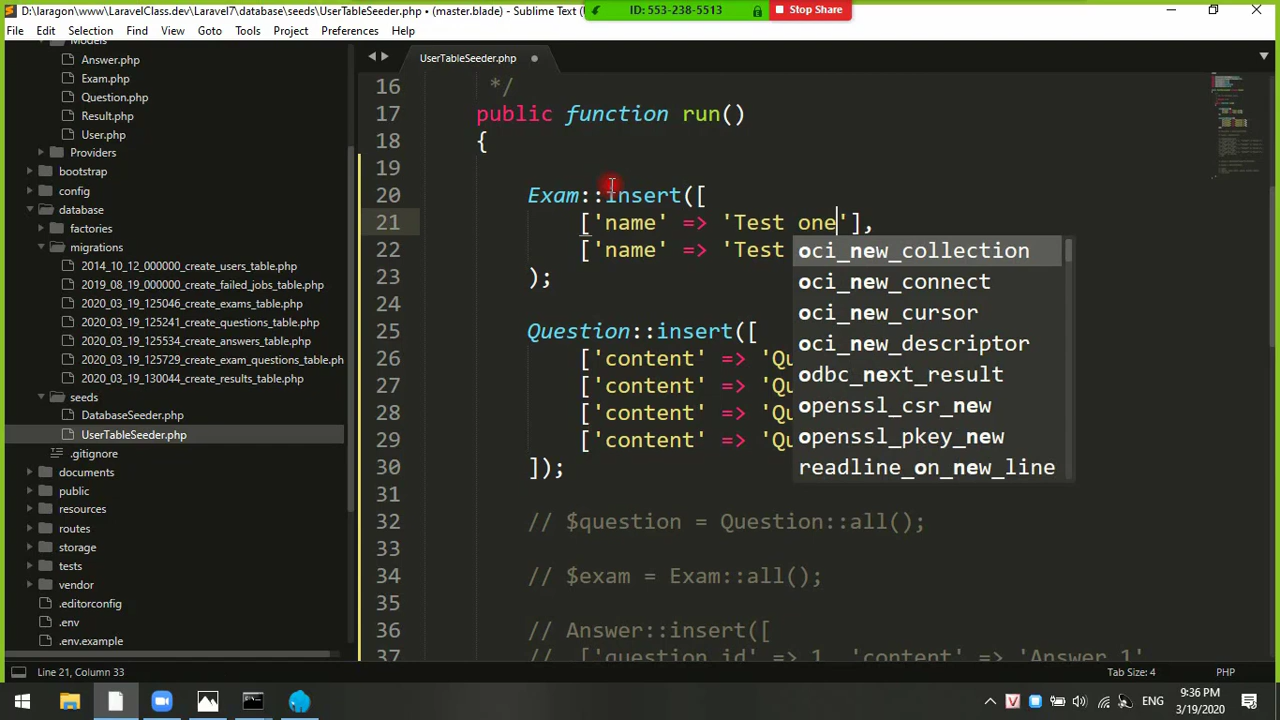 D:\laragon\www\LaravelClass.dev\Laravel7\database\seeds\UserTableSeeder.php • (master.blade) - Sublime Text (
ID: 553-238-5513
Stop Share
File Edit Selection Find View Goto Tools Project Preferences Help
Models
Answer.php
Exam.php
Question.php
Result.php
User.php
Providers
bootstrap
config
database
factories
migrations
2014_10_12_000000_create_users_table.php
2019_08_19_000000_create_failed_jobs_table.php
2020_03_19_125046_create_exams_table.php
2020_03_19_125241_create_questions_table.php
2020_03_19_125534_create_answers_table.php
2020_03_19_125729_create_exam_questions_table.ph
2020_03_19_130044_create_results_table.php
seeds
DatabaseSeeder.php
UserTableSeeder.php
.gitignore
documents
public
resources
routes
storage
tests
vendor
.editorconfig
.env
.env.example
UserTableSeeder.php
16 */
17 public function run()
18 {
19
20 Exam::insert([
21 ['name' => 'Test one'],
22 ['name' => 'Test
23 );
24
25 Question::insert([
26 ['content' => 'Qu
27 ['content' => 'Qu
28 ['content' => 'Qu
29 ['content' => 'Qu
30 ]);
31
32 // $question = Question::all();
33
34 // $exam = Exam::all();
35
36 // Answer::insert([
37 // ['question_id' => 1, 'content' => 'Answer 1'
oci_new_collection
oci_new_connect
oci_new_cursor
oci_new_descriptor
odbc_next_result
openssl_csr_new
openssl_pkey_new
readline_on_new_line
Line 21, Column 33
Tab Size: 4
PHP
ENG
9:36 PM
3/19/2020